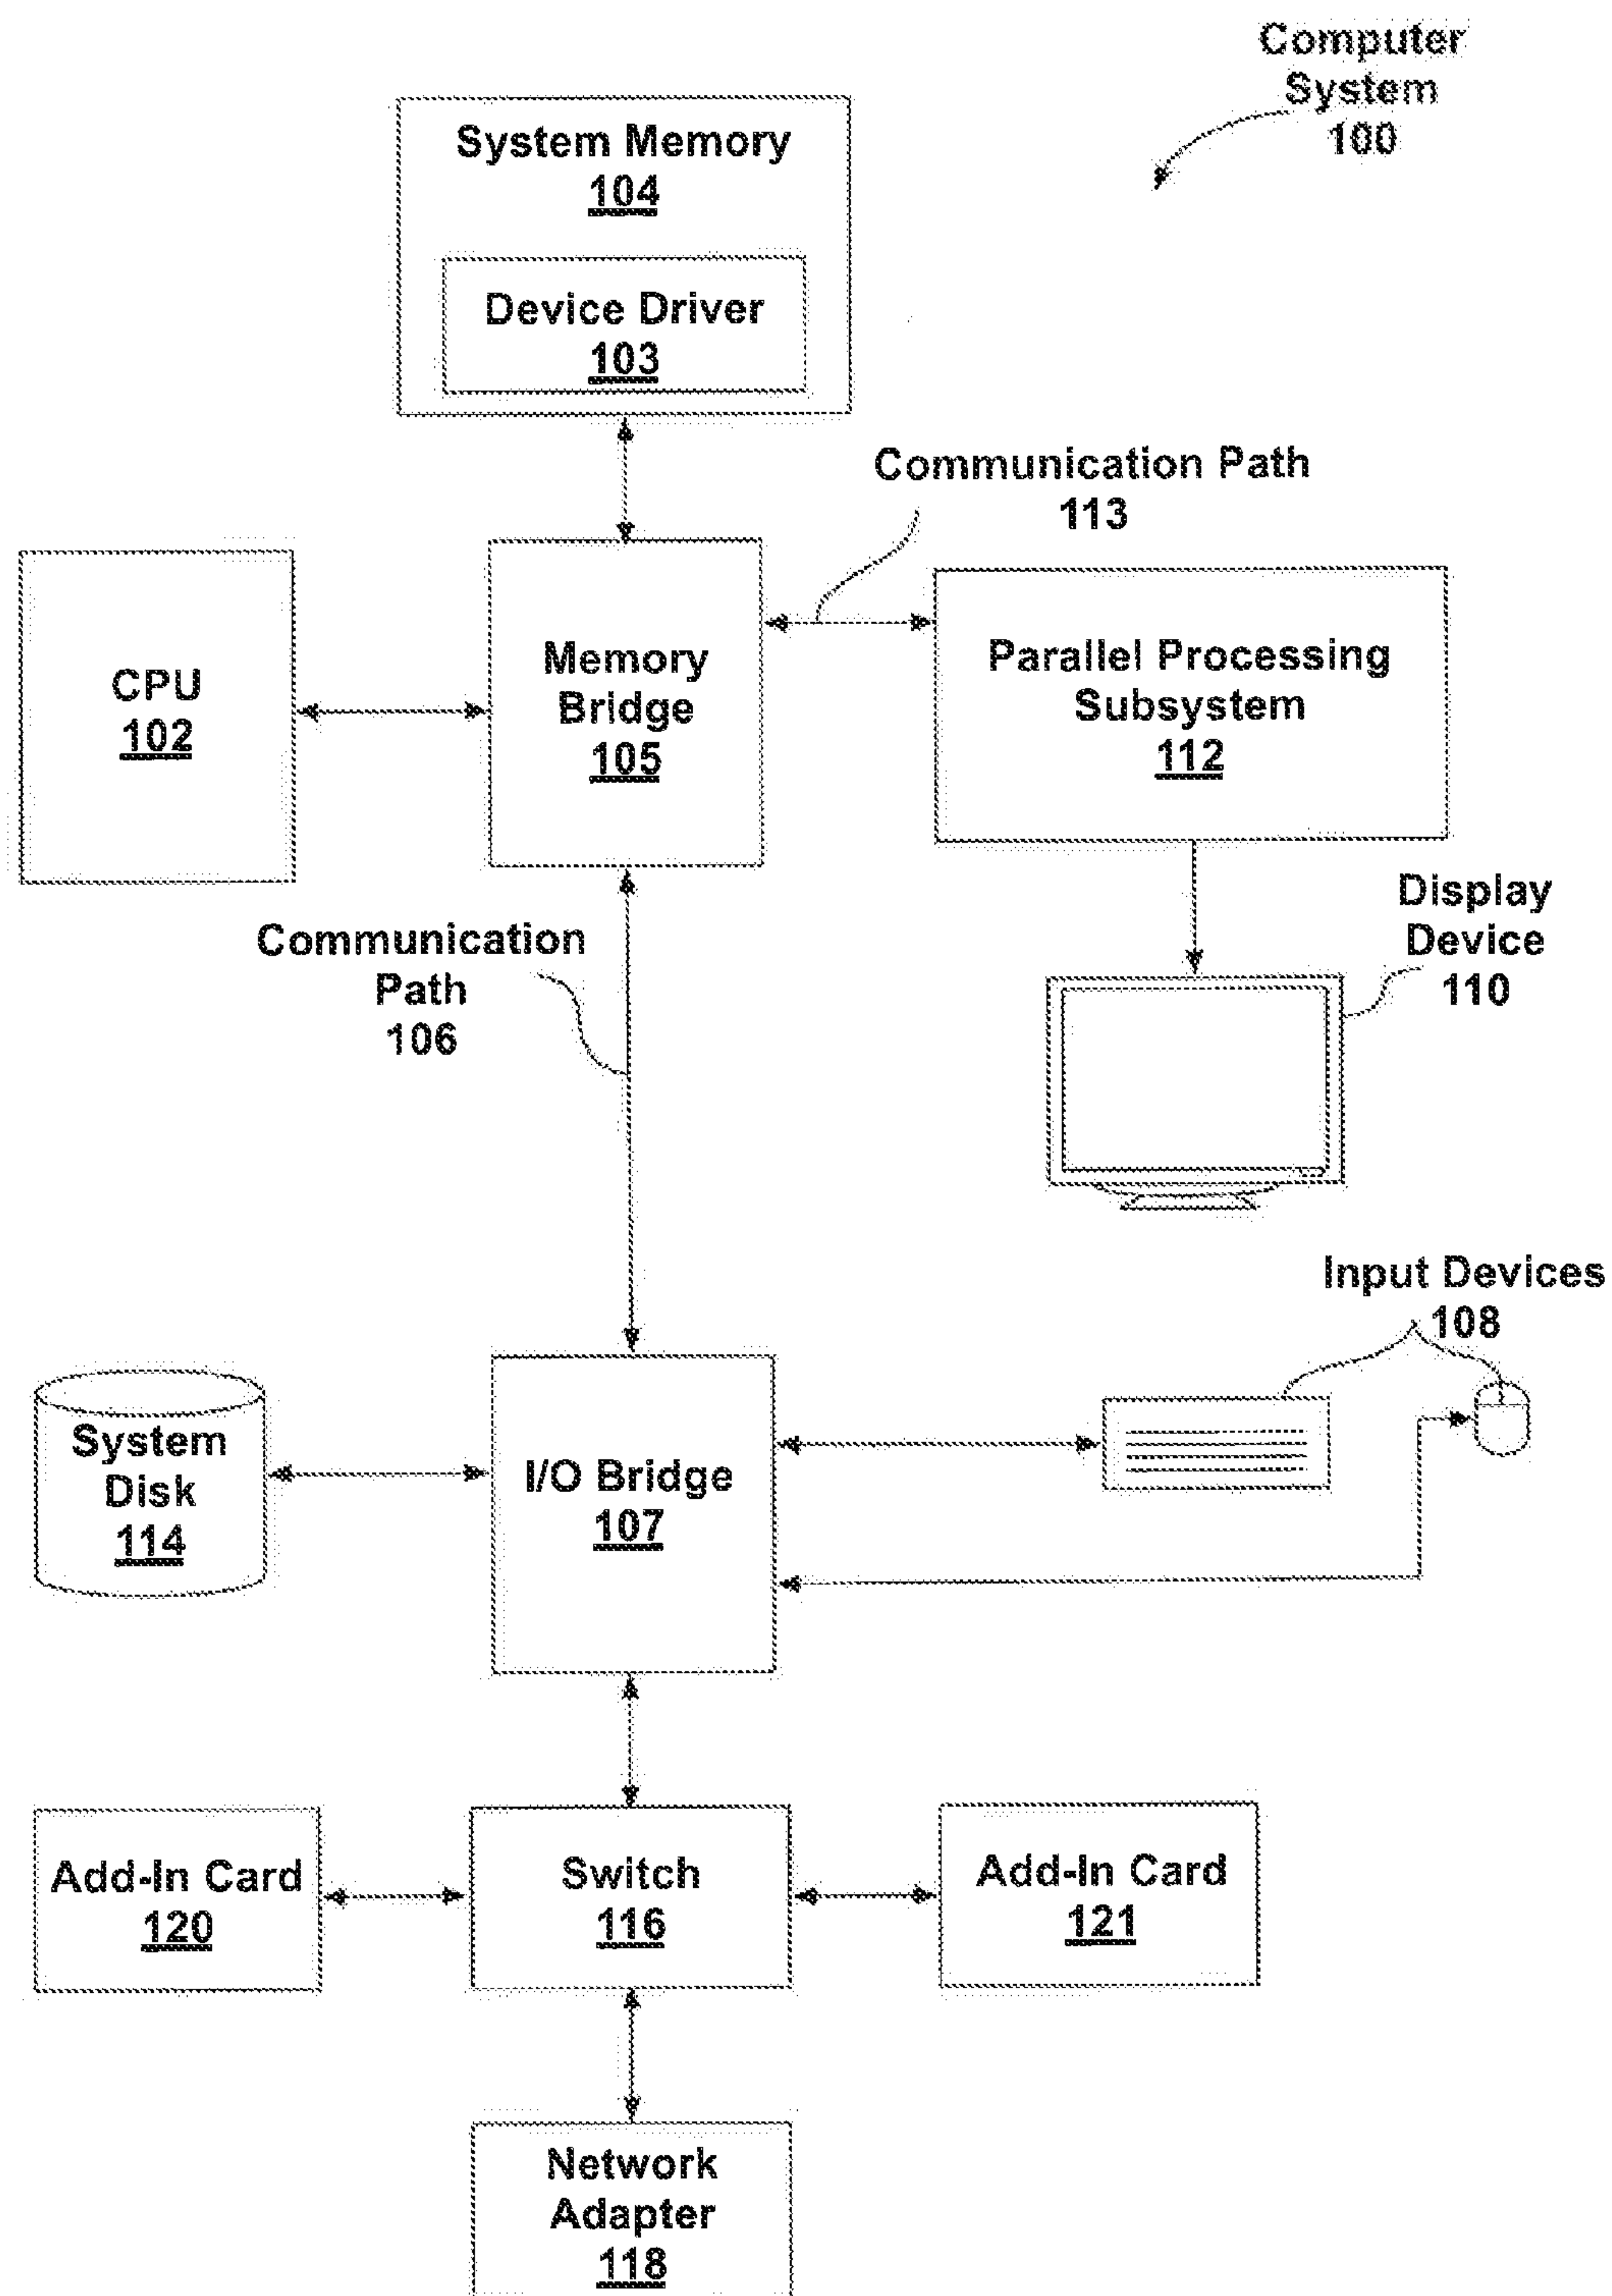 Computer
System
100
System Memory
104
Device Driver
103
Communication Path
113
CPU
102
Memory
Bridge
105
Parallel Processing
Subsystem
112
Communication
Path
106
Display
Device
110
Input Devices
108
System
Disk
114
I/O Bridge
107
Add-In Card
120
Switch
116
Add-In Card
121
Network
Adapter
118